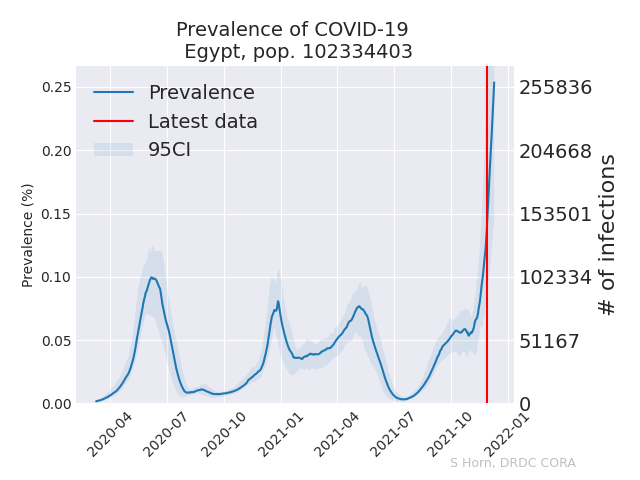 Prevalence of COVID-19
Egypt, pop. 102334403
Prevalence
Latest data
95CI
Prevalence (%)
0.25
0.20
0.15
0.10
0.05
0.00
255836
204668
153501
102334
51167
0
# of infections
2020-04
2020-07
2020-10
2021-01
2021-04
2021-07
2021-10
2022-01
S Horn, DRDC CORA